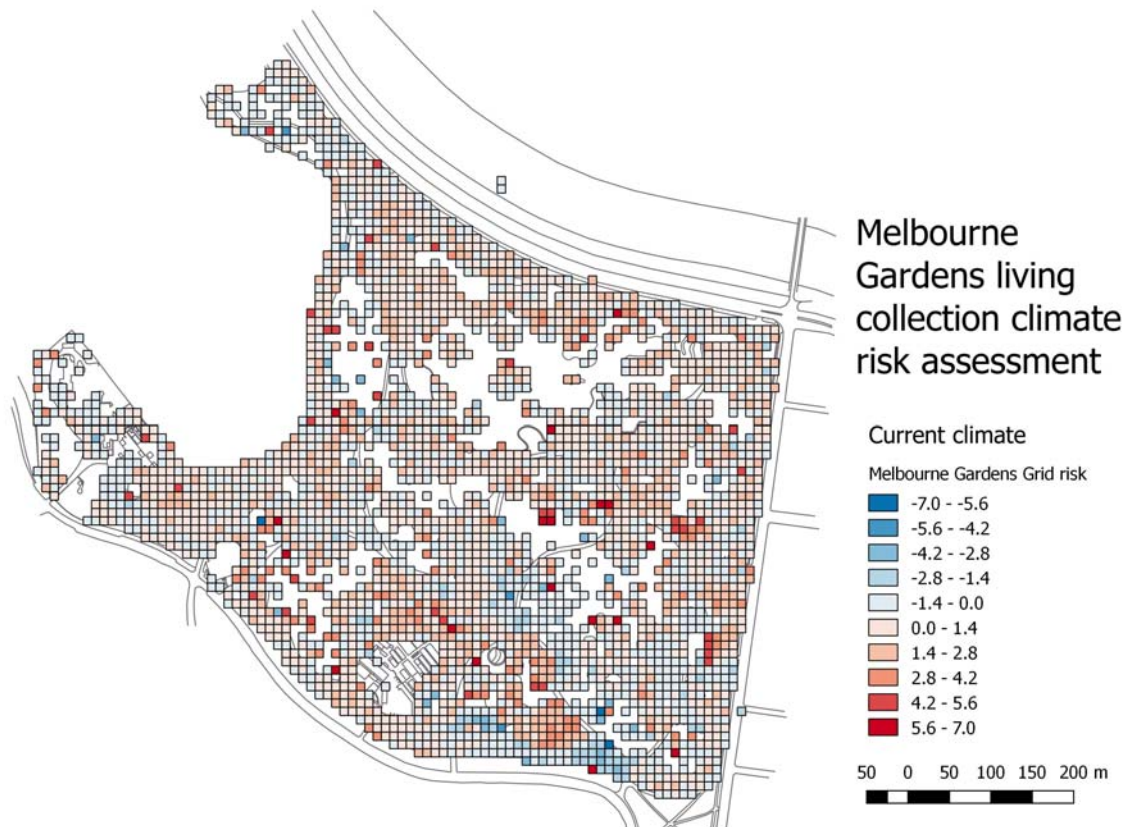 Melbourne
Gardens living
collection climate
risk assessment
Current climate
Melbourne Gardens Grid risk
-7.0 - -5.6
-5.6 - -4.2
-4.2 - -2.8
-2.8 - -1.4
-1.4 - 0.0
0.0 - 1.4
1.4 - 2.8
2.8 - 4.2
4.2 - 5.6
5.6 - 7.0
50 0 50 100 150 200 m